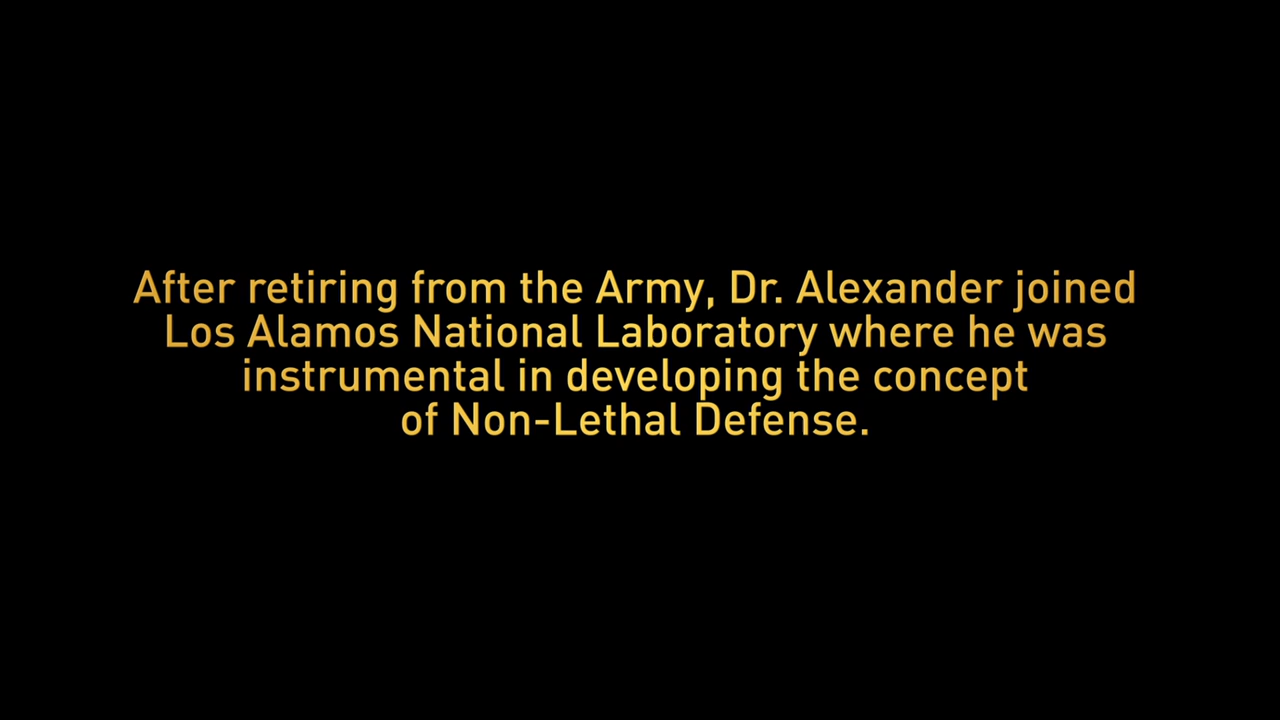 After retiring from the Army, Dr. Alexander joined
Los Alamos National Laboratory where he was
instrumental in developing the concept
of Non-Lethal Defense.